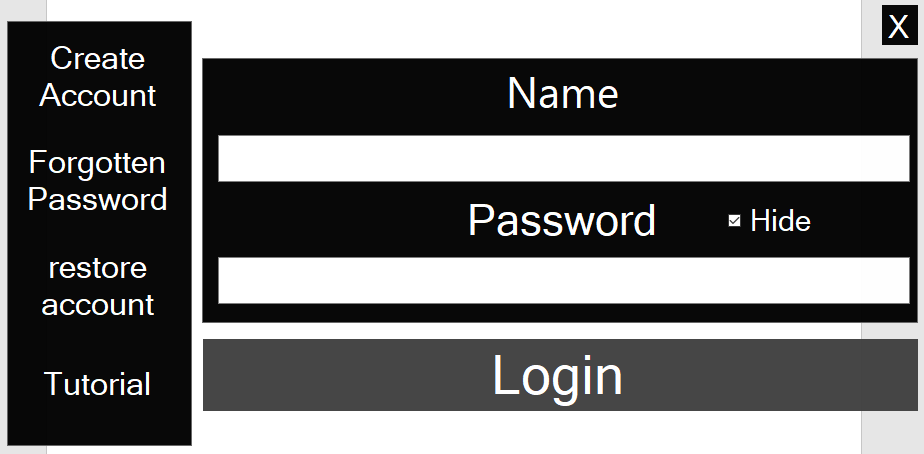 X
Create
Account
Forgotten
Password
restore
account
Tutorial
Name
Password
Hide
Login